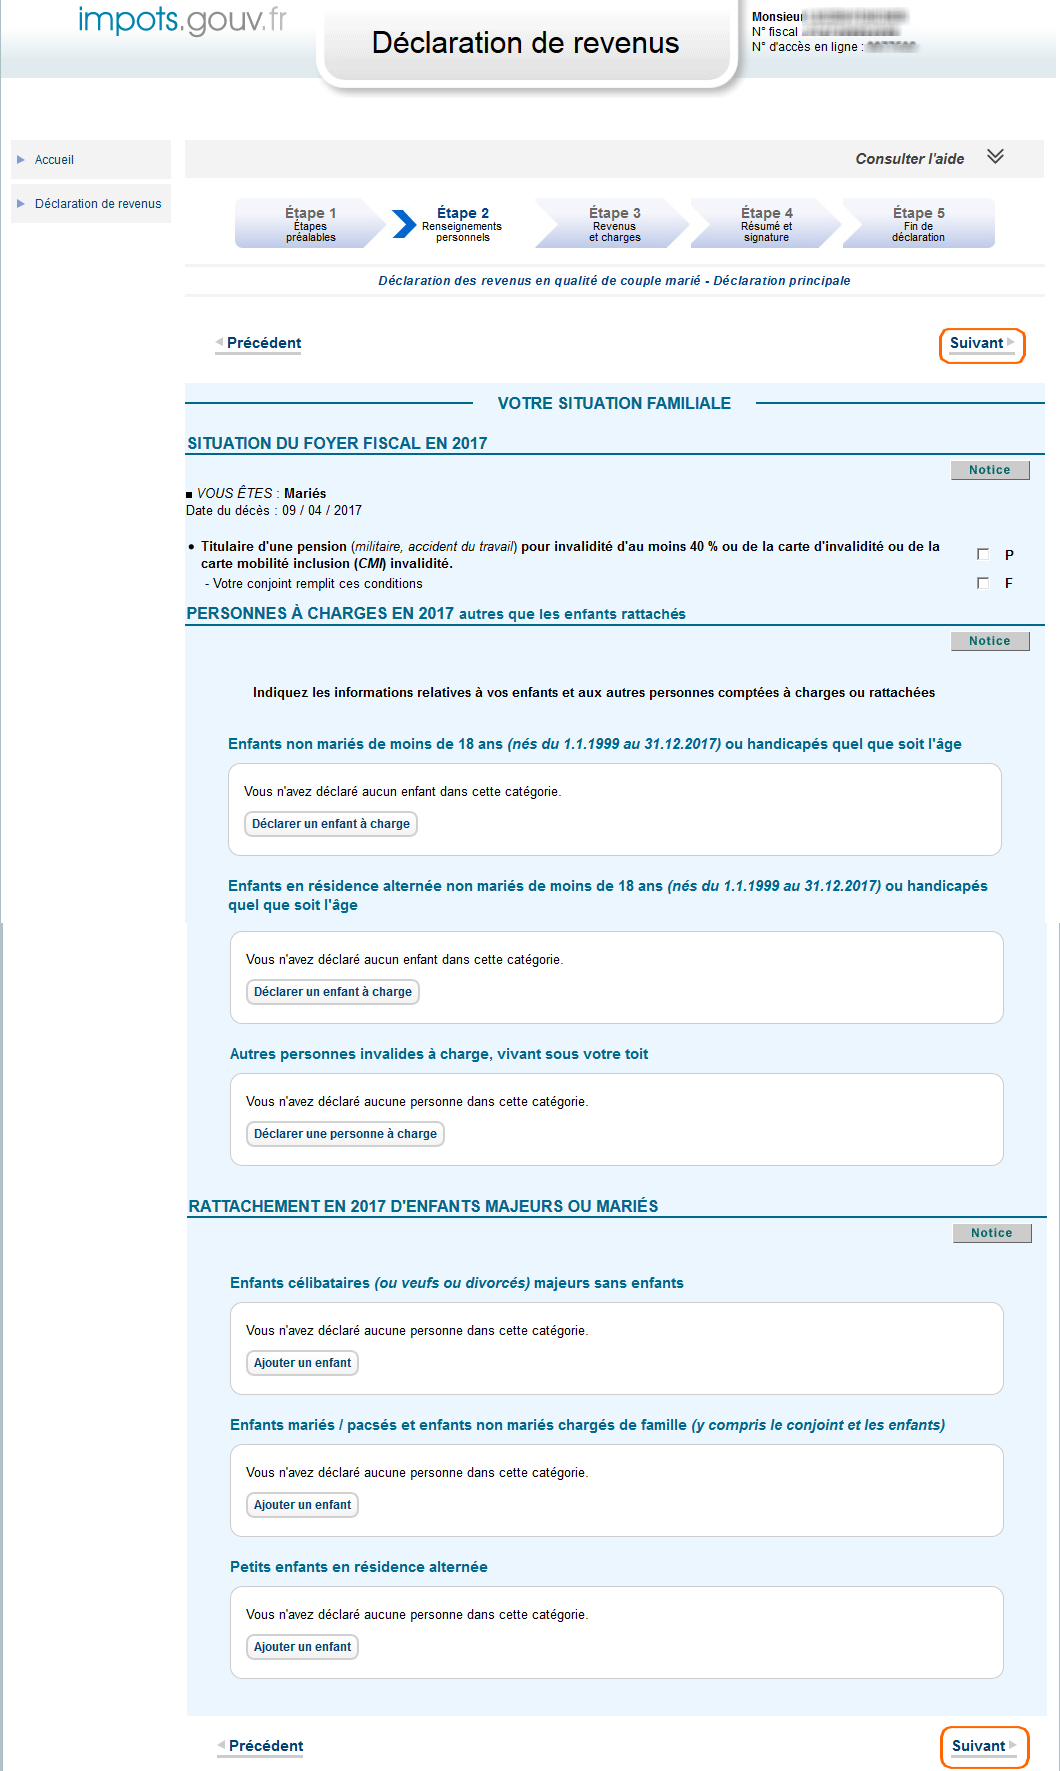 impots.gouv.fr
Déclaration de revenus
Monsieur
N° fiscal
N° d'accès en ligne :
Accueil
Déclaration de revenus
Consulter l'aide
Étape 1
Étapes
préalables
Étape 2
Renseignements
personnels
Étape 3
Revenus
et charges
Étape 4
Résumé et
signature
Étape 5
Fin de
déclaration
Déclaration des revenus en qualité de couple marié - Déclaration principale
Précédent
Suivant
VOTRE SITUATION FAMILIALE
SITUATION DU FOYER FISCAL EN 2017
Notice
■ VOUS ÊTES : Mariés
Date du décès : 09 / 04 / 2017
• Titulaire d'une pension (militaire, accident du travail) pour invalidité d'au moins 40 % ou de la carte d'invalidité ou de la
carte mobilité inclusion (CMI) invalidité.
P
- Votre conjoint remplit ces conditions
F
PERSONNES À CHARGES EN 2017 autres que les enfants rattachés
Notice
Indiquez les informations relatives à vos enfants et aux autres personnes comptées à charges ou rattachées
Enfants non mariés de moins de 18 ans (nés du 1.1.1999 au 31.12.2017) ou handicapés quel que soit l'âge
Vous n'avez déclaré aucun enfant dans cette catégorie.
Déclarer un enfant à charge
Enfants en résidence alternée non mariés de moins de 18 ans (nés du 1.1.1999 au 31.12.2017) ou handicapés
quel que soit l'âge
Vous n'avez déclaré aucun enfant dans cette catégorie.
Déclarer un enfant à charge
Autres personnes invalides à charge, vivant sous votre toit
Vous n'avez déclaré aucune personne dans cette catégorie.
Déclarer une personne à charge
RATTACHEMENT EN 2017 D'ENFANTS MAJEURS OU MARIÉS
Notice
Enfants célibataires (ou veufs ou divorcés) majeurs sans enfants
Vous n'avez déclaré aucune personne dans cette catégorie.
Ajouter un enfant
Enfants mariés / pacsés et enfants non mariés chargés de famille (y compris le conjoint et les enfants)
Vous n'avez déclaré aucune personne dans cette catégorie.
Ajouter un enfant
Petits enfants en résidence alternée
Vous n'avez déclaré aucune personne dans cette catégorie.
Ajouter un enfant
Précédent
Suivant